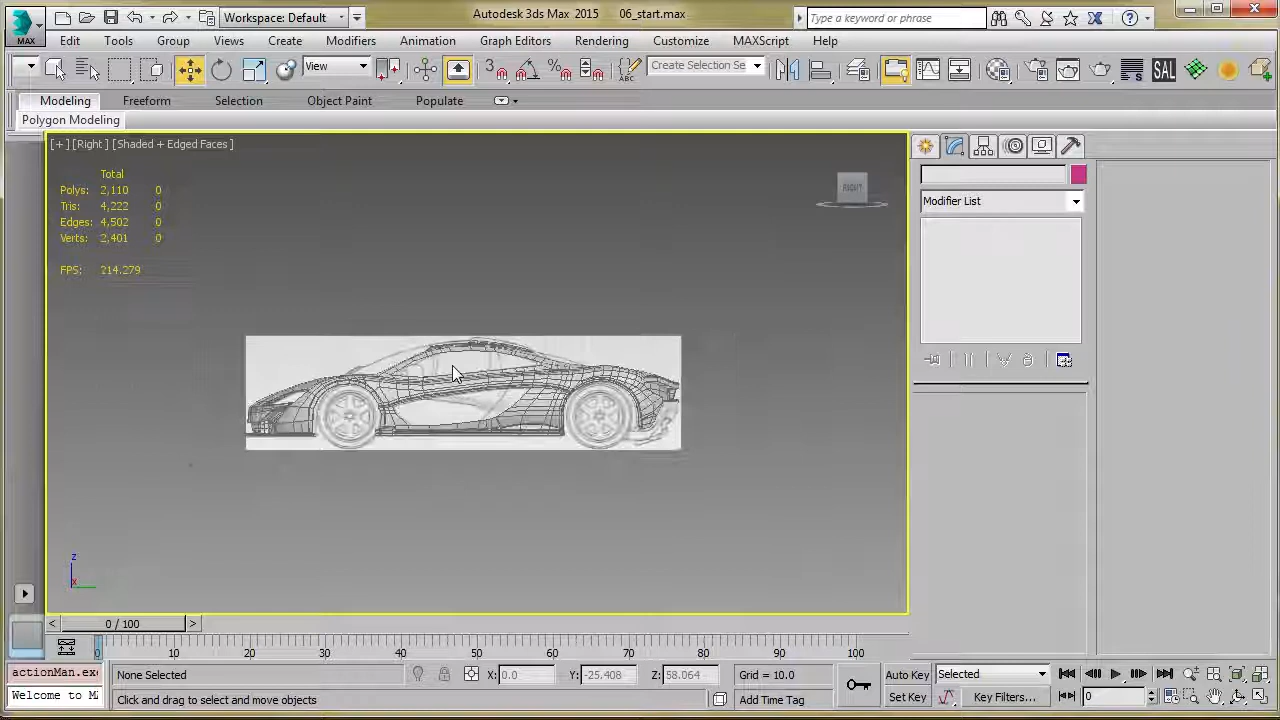 Workspace: Default
Autodesk 3ds Max 2015 06_start.max
Type a keyword or phrase
MAX
Edit Tools Group Views Create Modifiers Animation Graph Editors Rendering Customize MAXScript Help
View
3
Create Selection Se
SAL
Modeling Freeform Selection Object Paint Populate
Polygon Modeling
[+] [Right] [Shaded + Edged Faces]
Total
Polys: 2,110 0
Tris: 4,222 0
Edges: 4,502 0
Verts: 2,401 0
FPS: 214.279
RIGHT
Modifier List
z
x
< 0 / 100 >
0 10 20 30 40 50 60 70 80 90 100
actionMan.exe
None Selected
X: 0.0 Y: -25.408 Z: 58.064
Grid = 10.0
Auto Key Selected
Welcome to MA
Click and drag to select and move objects
Add Time Tag
Set Key Key Filters... 0